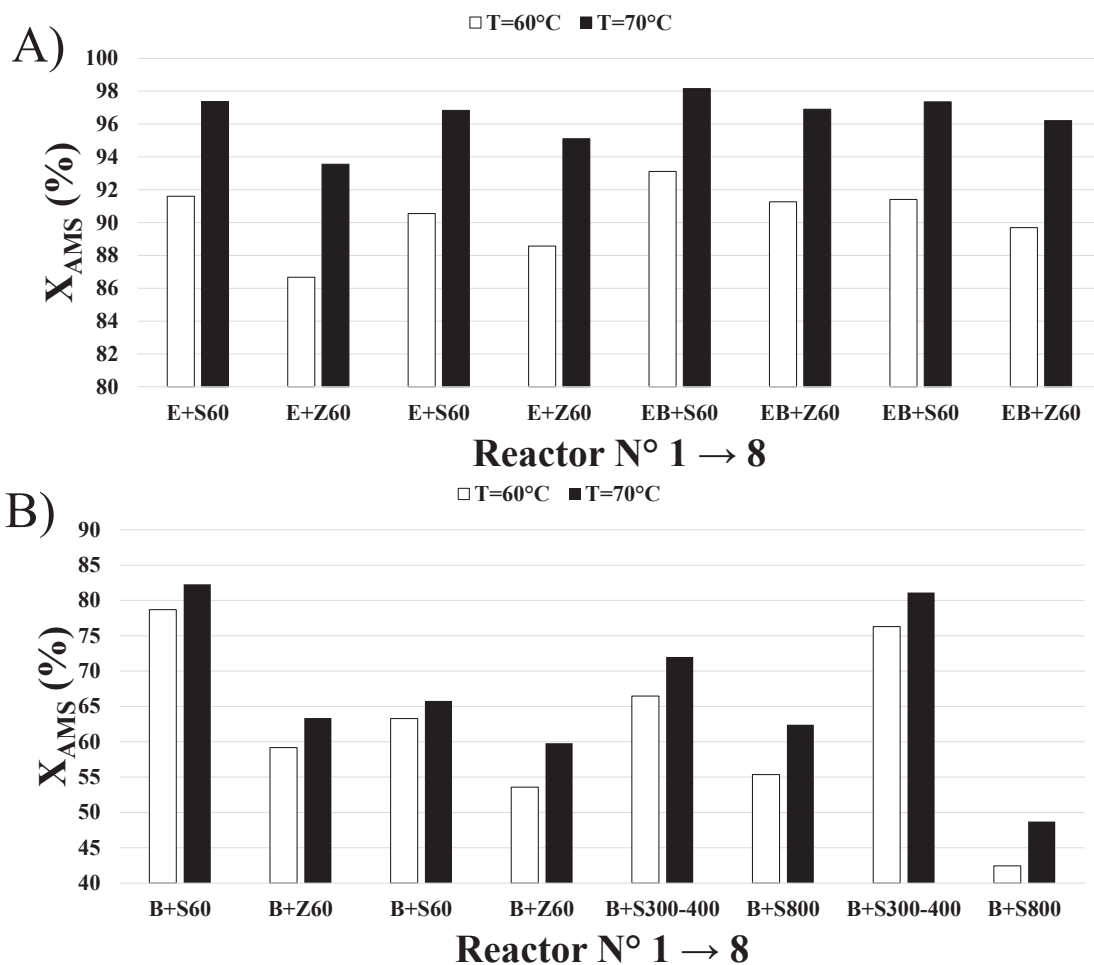 □ T=60°C ■ T=70°C
A)
100
98
96
94
92
90
88
86
84
82
80
X_AMS (%)
E+S60 E+Z60 E+S60 E+Z60 EB+S60 EB+Z60 EB+S60 EB+Z60
Reactor N° 1 → 8
□ T=60°C ■ T=70°C
B)
90
85
80
75
70
65
60
55
50
45
40
X_AMS (%)
B+S60 B+Z60 B+S60 B+Z60 B+S300-400 B+S800 B+S300-400 B+S800
Reactor N° 1 → 8